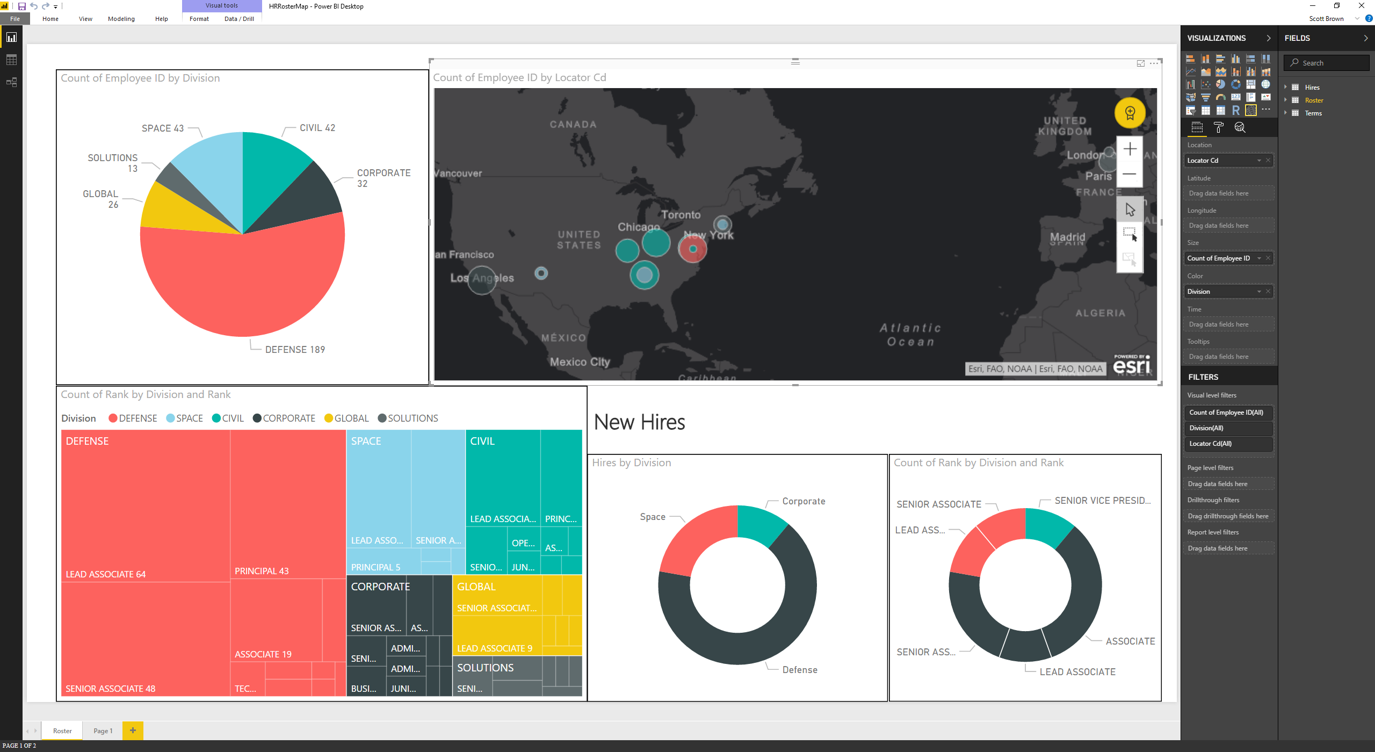 Visual tools
HRRosterMap - Power BI Desktop
File
Home
View
Modeling
Help
Format
Data / Drill
Scott Brown
Count of Employee ID by Division
SPACE 43
CIVIL 42
SOLUTIONS
13
CORPORATE
32
GLOBAL
26
DEFENSE 189
Count of Employee ID by Locator Cd
CANADA
UNITED
KINGDOM
London
Paris
Vancouver
FRANCE
Toronto
Chicago
New York
UNITED
STATES
Madrid
SPAIN
an Francisco
Los Angeles
ALGERIA
MÉXICO
Atlantic
Ocean
Mexico City
Caribbean
Esri, FAO, NOAA | Esri, FAO, NOAA
POWERED BY
esri
Count of Rank by Division and Rank
Division
DEFENSE
SPACE
CIVIL
CORPORATE
GLOBAL
SOLUTIONS
DEFENSE
LEAD ASSOCIATE 64
SENIOR ASSOCIATE 48
PRINCIPAL 43
ASSOCIATE 19
TEC...
SPACE
LEAD ASSO...
SENIOR A...
PRINCIPAL 5
CIVIL
LEAD ASSOCIA...
PRINC...
SENIO...
OPE...
JUN...
AS...
CORPORATE
SENIOR AS...
AS...
SENI...
ADMI...
ADMI...
BUSI...
JUNI...
GLOBAL
SENIOR ASSOCIAT...
LEAD ASSOCIATE 9
SOLUTIONS
SENI...
New Hires
Hires by Division
Corporate
Space
Defense
Count of Rank by Division and Rank
SENIOR ASSOCIATE
SENIOR VICE PRESID...
LEAD ASS...
ASSOCIATE
SENIOR ASS...
LEAD ASSOCIATE
VISUALIZATIONS
R
Location
Locator Cd
Latitude
Drag data fields here
Longitude
Drag data fields here
Size
Count of Employee ID
Color
Division
Time
Drag data fields here
Tooltips
Drag data fields here
FILTERS
Visual level filters
Count of Employee ID(All)
Division(All)
Locator Cd(All)
Page level filters
Drag data fields here
Drillthrough filters
Drag drillthrough fields here
Report level filters
Drag data fields here
FIELDS
Search
Hires
Roster
Terms
Roster
Page 1
PAGE 1 OF 2